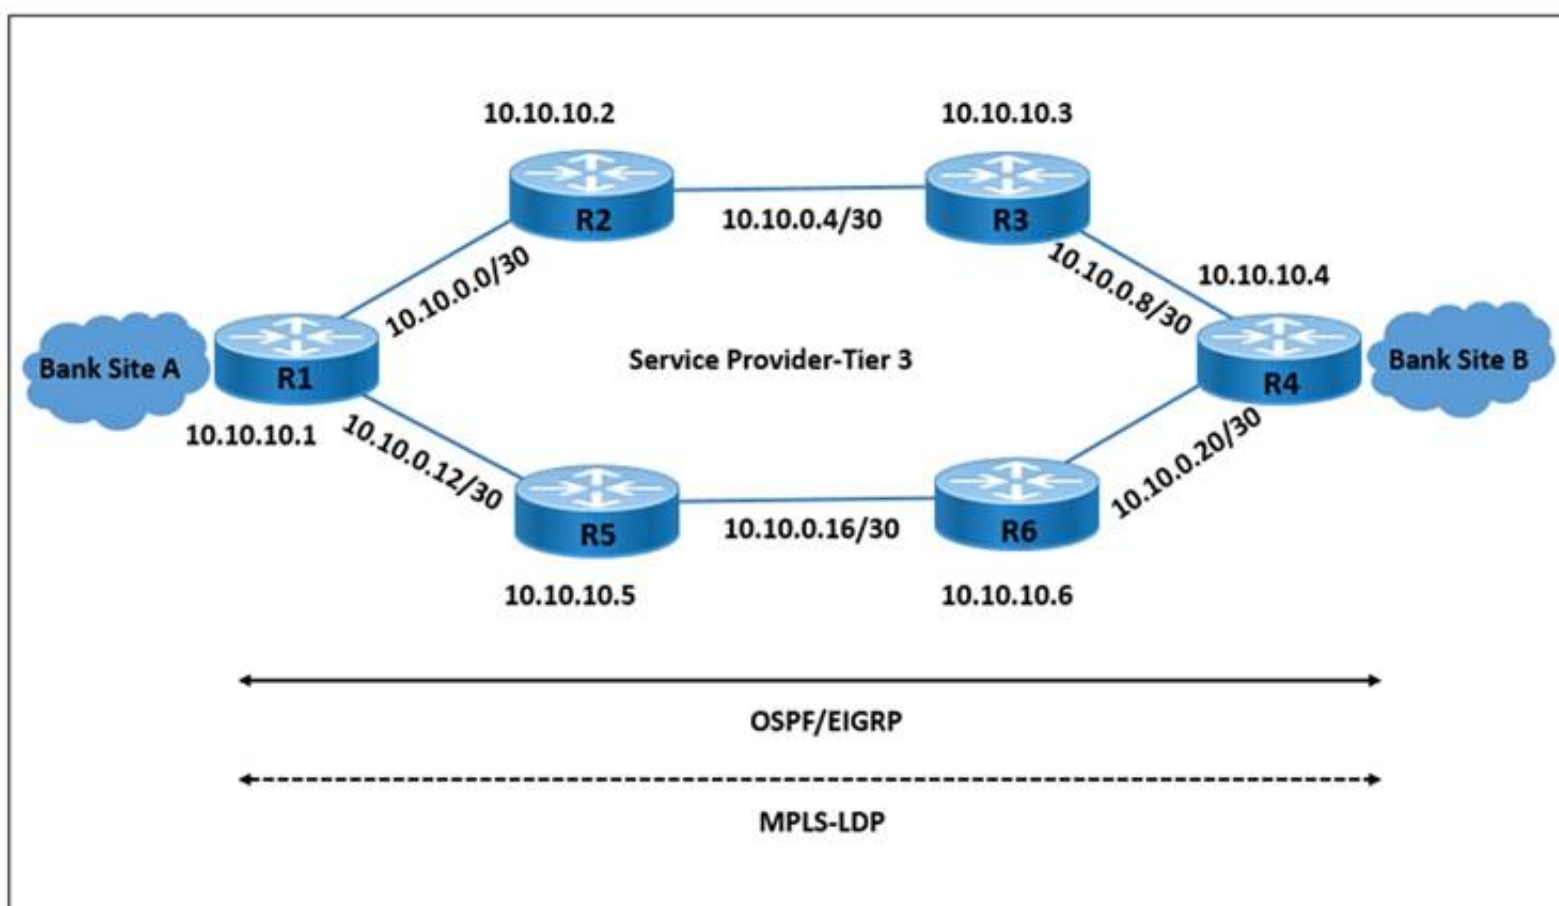 10.10.10.2
10.10.10.3
R2
10.10.0.4/30
R3
10.10.0.0/30
10.10.0.8/30
10.10.10.4
Bank Site A
R1
Service Provider-Tier 3
R4
Bank Site B
10.10.10.1
10.10.0.12/30
10.10.0.20/30
R5
10.10.0.16/30
R6
10.10.10.5
10.10.10.6
OSPF/EIGRP
MPLS-LDP